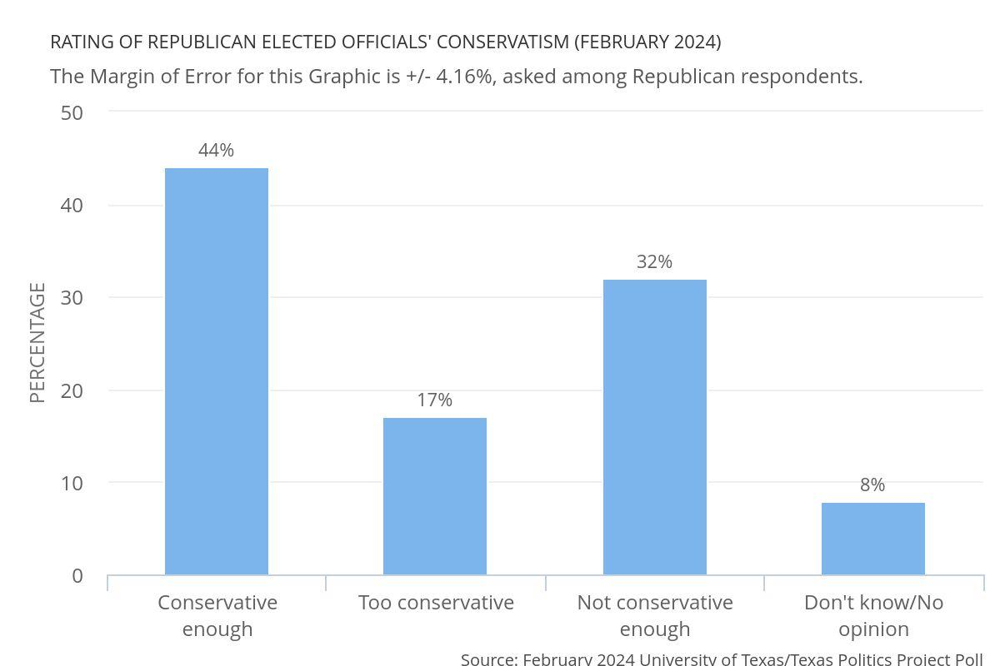 RATING OF REPUBLICAN ELECTED OFFICIALS' CONSERVATISM (FEBRUARY 2024)
The Margin of Error for this Graphic is +/- 4.16%, asked among Republican respondents.
PERCENTAGE
50
40
30
20
10
0
44%
17%
32%
8%
Conservative
enough
Too conservative
Not conservative
enough
Don't know/No
opinion
Source: February 2024 University of Texas/Texas Politics Project Poll